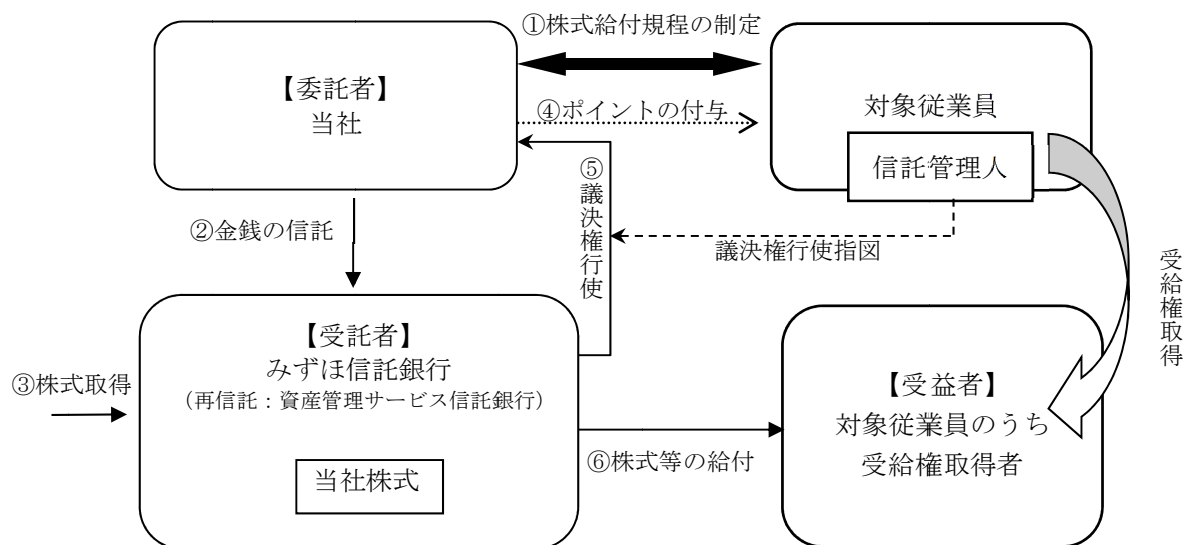 ①株式給付規程の制定
【委託者】
当社
④ポイントの付与
対象従業員
信託管理人
②金銭の信託
⑤議決権行使
議決権行使指図
受給権取得
【受託者】
みずほ信託銀行
（再信託：資産管理サービス信託銀行）
③株式取得
当社株式
⑥株式等の給付
【受益者】
対象従業員のうち
受給権取得者